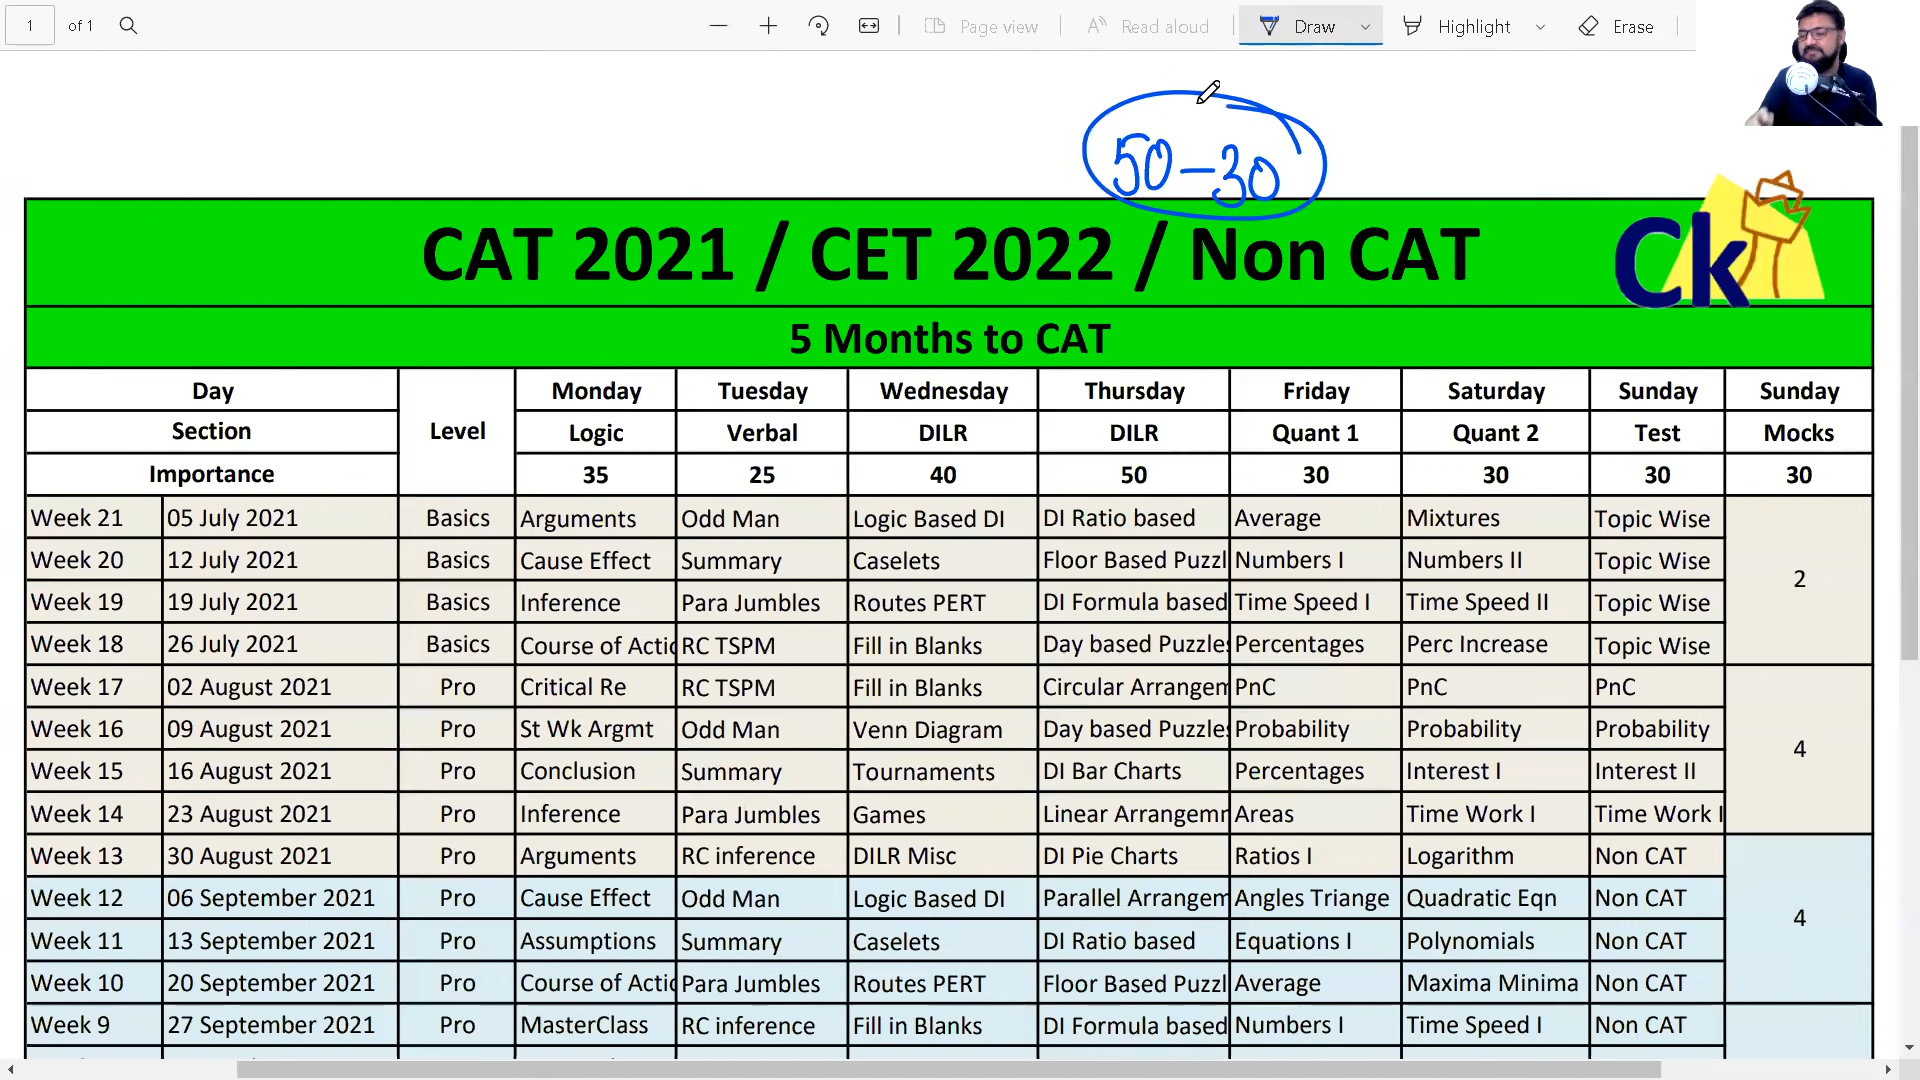 1 of 1 Page view Read aloud Draw Highlight Erase
50-30
CAT 2021 / CET 2022 / Non CAT
Ck
5 Months to CAT
Day Level Monday Tuesday Wednesday Thursday Friday Saturday Sunday Sunday
Section Logic Verbal DILR DILR Quant 1 Quant 2 Test Mocks
Importance 35 25 40 50 30 30 30 30
Week 21 05 July 2021 Basics Arguments Odd Man Logic Based DI DI Ratio based Average Mixtures Topic Wise 2
Week 20 12 July 2021 Basics Cause Effect Summary Caselets Floor Based Puzzl Numbers I Numbers II Topic Wise
Week 19 19 July 2021 Basics Inference Para Jumbles Routes PERT DI Formula based Time Speed I Time Speed II Topic Wise
Week 18 26 July 2021 Basics Course of Actic RC TSPM Fill in Blanks Day based Puzzles Percentages Perc Increase Topic Wise
Week 17 02 August 2021 Pro Critical Re RC TSPM Fill in Blanks Circular Arrangem PnC PnC PnC 4
Week 16 09 August 2021 Pro St Wk Argmt Odd Man Venn Diagram Day based Puzzles Probability Probability Probability
Week 15 16 August 2021 Pro Conclusion Summary Tournaments DI Bar Charts Percentages Interest I Interest II
Week 14 23 August 2021 Pro Inference Para Jumbles Games Linear Arrangemn Areas Time Work I Time Work I
Week 13 30 August 2021 Pro Arguments RC inference DILR Misc DI Pie Charts Ratios I Logarithm Non CAT 4
Week 12 06 September 2021 Pro Cause Effect Odd Man Logic Based DI Parallel Arrangem Angles Triange Quadratic Eqn Non CAT
Week 11 13 September 2021 Pro Assumptions Summary Caselets DI Ratio based Equations I Polynomials Non CAT
Week 10 20 September 2021 Pro Course of Actic Para Jumbles Routes PERT Floor Based Puzzl Average Maxima Minima Non CAT
Week 9 27 September 2021 Pro MasterClass RC inference Fill in Blanks DI Formula based Numbers I Time Speed I Non CAT